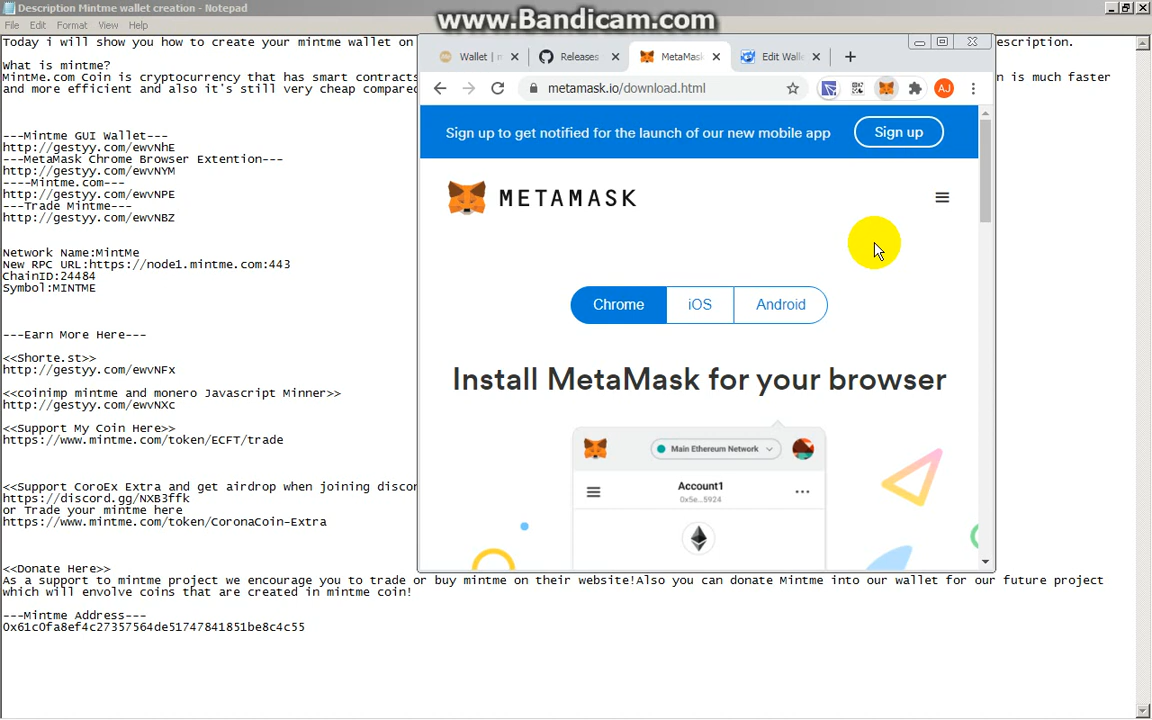 Description Mintme wallet creation - Notepad
www.Bandicam.com
File Edit Format View Help
Today i will show you how to create your mintme wallet on
escription.
What is mintme?
MintMe.com Coin is cryptocurrency that has smart contracts
n is much faster
and more efficient and also it's still very cheap compare
---Mintme GUI Wallet---
http://gestyy.com/ewvNhE
---MetaMask Chrome Browser Extention---
http://gestyy.com/ewvNYM
----Mintme.com---
http://gestyy.com/ewvNPE
---Trade Mintme---
http://gestyy.com/ewvNBZ
Network Name:MintMe
New RPC URL:https://node1.mintme.com:443
ChainID:24484
Symbol:MINTME
---Earn More Here---
<<Shorte.st>>
http://gestyy.com/ewvNFx
<<coinimp mintme and monero Javascript Minner>>
http://gestyy.com/ewvNXc
<<Support My Coin Here>>
https://www.mintme.com/token/ECFT/trade
<<Support CoroEx Extra and get airdrop when joining discor
https://discord.gg/NXB3ffk
or Trade your mintme here
https://www.mintme.com/token/CoronaCoin-Extra
<<Donate Here>>
As a support to mintme project we encourage you to trade or buy mintme on their website!Also you can donate Mintme into our wallet for our future project
which will envolve coins that are created in mintme coin!
---Mintme Address---
0x61c0fa8ef4c27357564de51747841851be8c4c55
Wallet | m
Releases
MetaMas
Edit Walle
metamask.io/download.html
AJ
Sign up to get notified for the launch of our new mobile app
Sign up
METAMASK
Chrome iOS Android
Install MetaMask for your browser
Main Ethereum Network
Account1
0x5e...5924